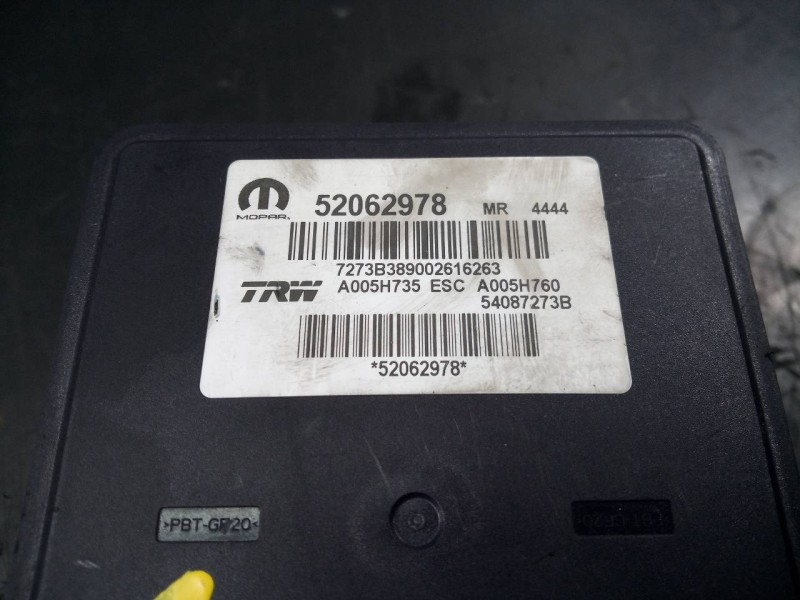 MOPAR.
52062978 MR 4444
7273B389002616263
TRW A005H735 ESC A005H760
54087273B
*52062978*
>PBT-GF20<